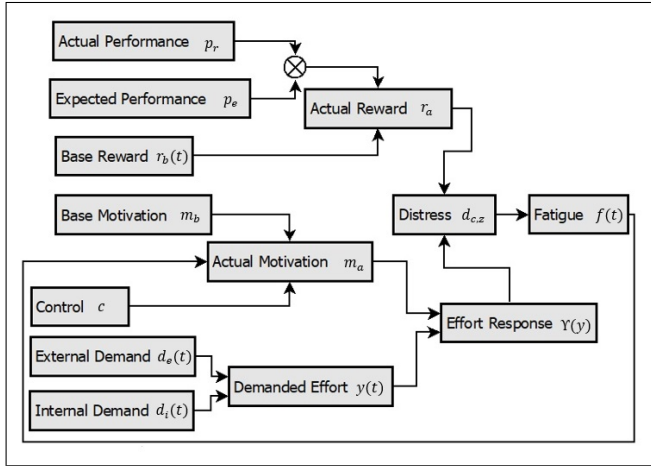 Actual Performance p_r
Expected Performance p_e
Actual Reward r_a
Base Reward r_b(t)
Base Motivation m_b
Distress d_{c,z}
Fatigue f(t)
Actual Motivation m_a
Control c
Effort Response ϒ(y)
External Demand d_e(t)
Demanded Effort y(t)
Internal Demand d_i(t)